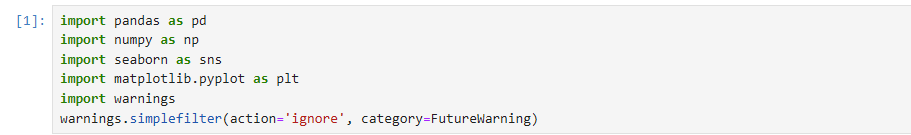 [1]: import pandas as pd
import numpy as np
import seaborn as sns
import matplotlib.pyplot as plt
import warnings
warnings.simplefilter(action='ignore', category=FutureWarning)